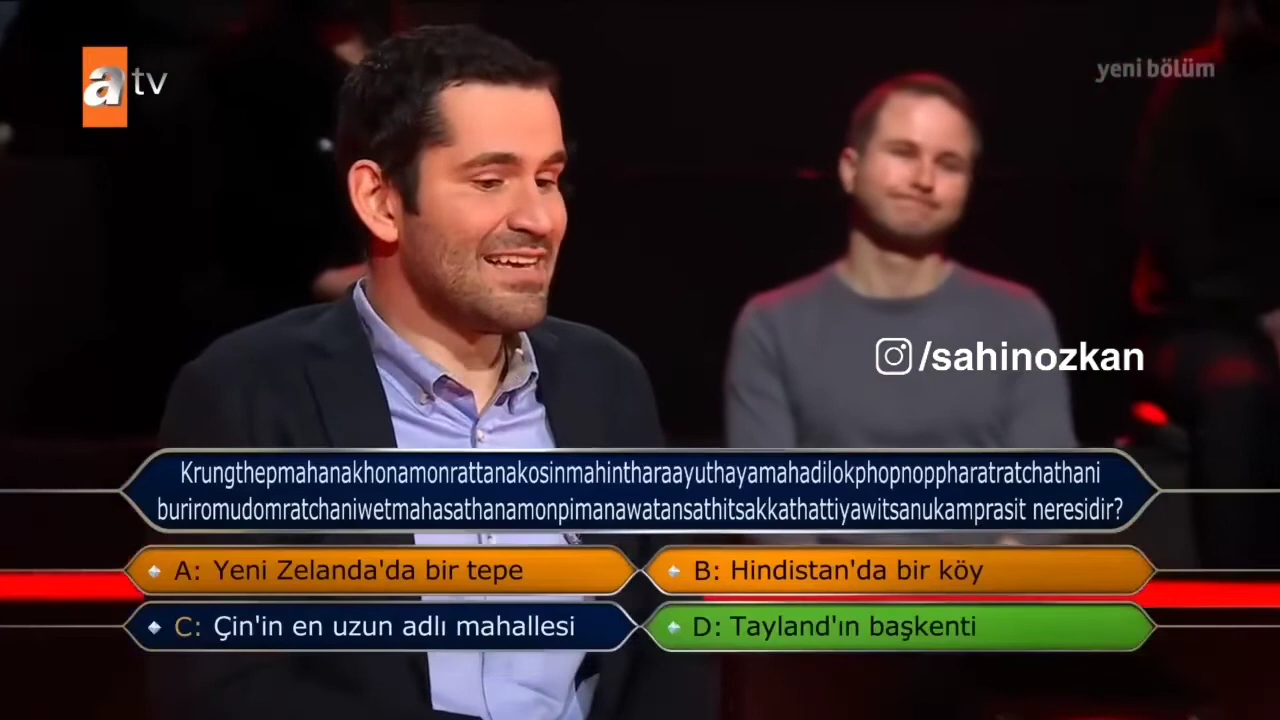 a tv
yeni bölüm
/sahinozkan
Krungthepmahanakhonamonrattanakosinmahintharaayuthayamahadilokphopnoppharatratchathani
buriromudomratchaniwetmahasathanamonpimanawatansathitsakkathattiyawitsanukamprasit neresidir?
A: Yeni Zelanda'da bir tepe
B: Hindistan'da bir köy
C: Çin'in en uzun adlı mahallesi
D: Tayland'ın başkenti